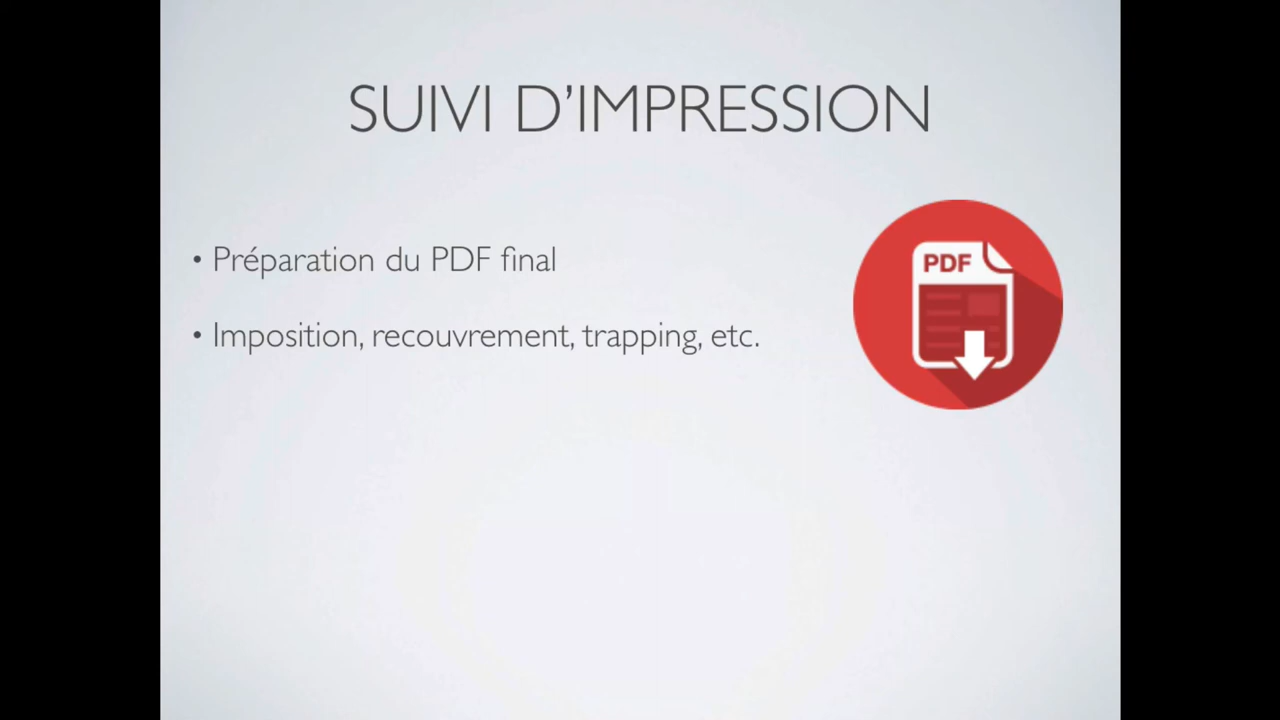 SUIVI D’IMPRESSION
• Préparation du PDF final
• Imposition, recouvrement, trapping, etc.
PDF